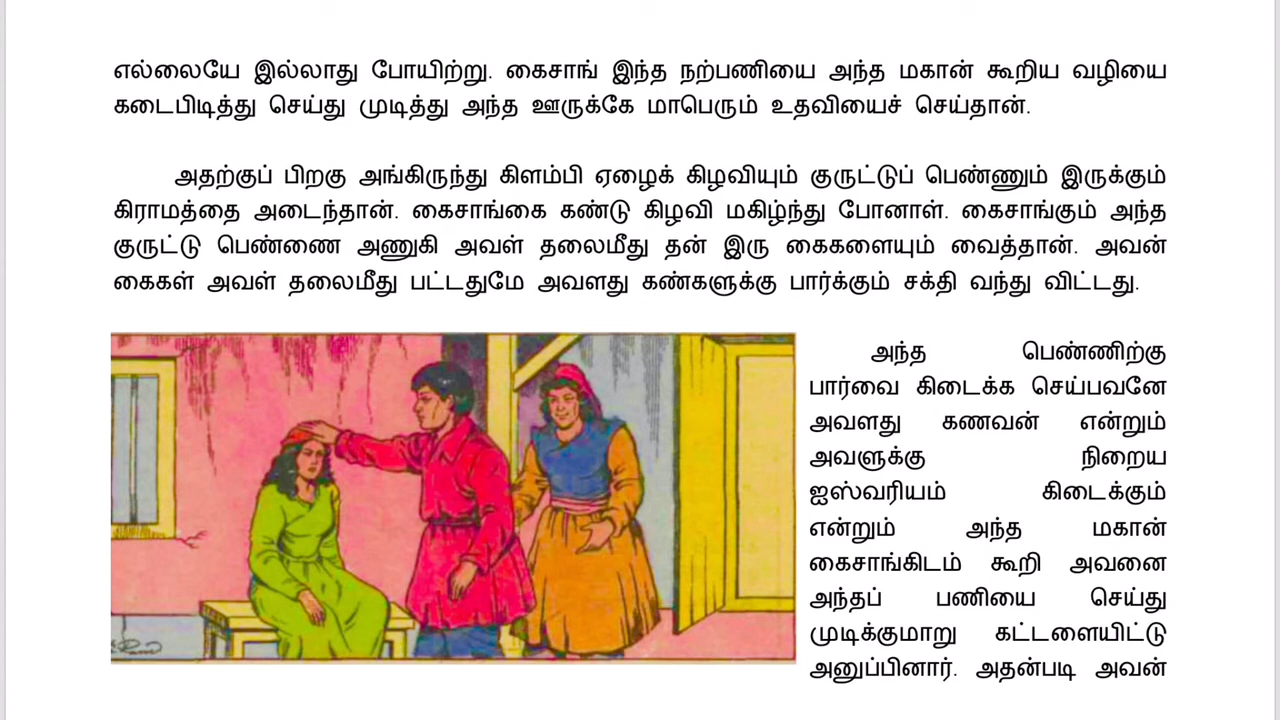 எல்லையே இல்லாது போயிற்று. கைசாங் இந்த நற்பணியை அந்த மகான் கூறிய வழியை
கடைபிடித்து செய்து முடித்து அந்த ஊருக்கே மாபெரும் உதவியைச் செய்தான்.
அதற்குப் பிறகு அங்கிருந்து கிளம்பி ஏழைக் கிழவியும் குருட்டுப் பெண்ணும் இருக்கும்
கிராமத்தை அடைந்தான். கைசாங்கை கண்டு கிழவி மகிழ்ந்து போனாள். கைசாங்கும் அந்த
குருட்டு பெண்ணை அணுகி அவள் தலைமீது தன் இரு கைகளையும் வைத்தான். அவன்
கைகள் அவள் தலைமீது பட்டதுமே அவளது கண்களுக்கு பார்க்கும் சக்தி வந்து விட்டது.
அந்த பெண்ணிற்கு
பார்வை கிடைக்க செய்பவனே
அவளது கணவன் என்றும்
அவளுக்கு நிறைய
ஐஸ்வரியம் கிடைக்கும்
என்றும் அந்த மகான்
கைசாங்கிடம் கூறி அவனை
அந்தப் பணியை செய்து
முடிக்குமாறு கட்டளையிட்டு
அனுப்பினார். அதன்படி அவன்